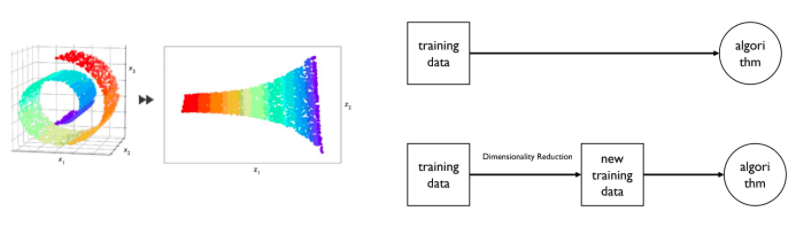 x3
x2
x1
z2
z1
training
data
algori
thm
training
data
Dimensionality Reduction
new
training
data
algori
thm